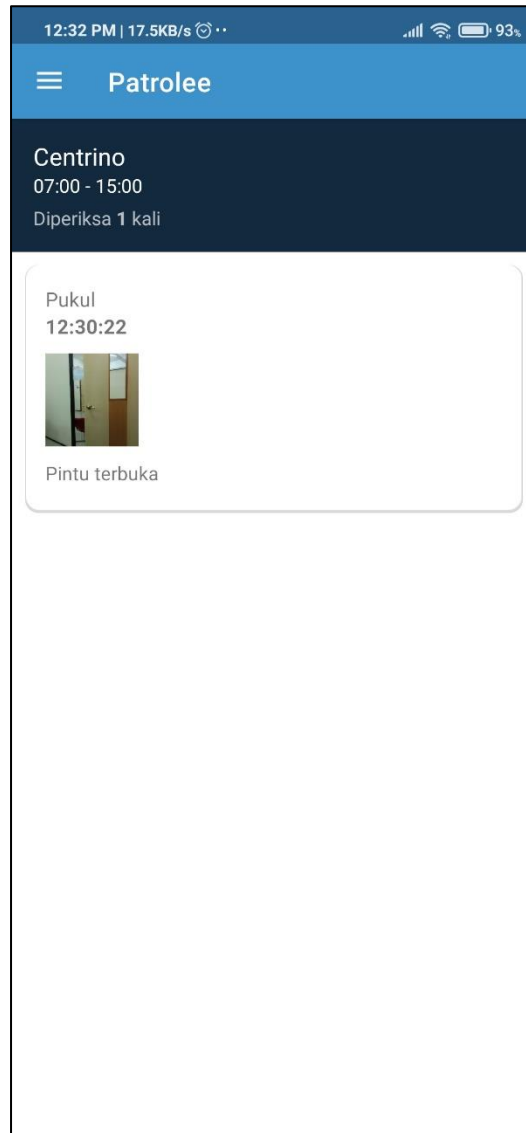 12:32 PM | 17.5KB/s 93%
Patrolee
Centrino
07:00 - 15:00
Diperiksa 1 kali
Pukul
12:30:22
Pintu terbuka